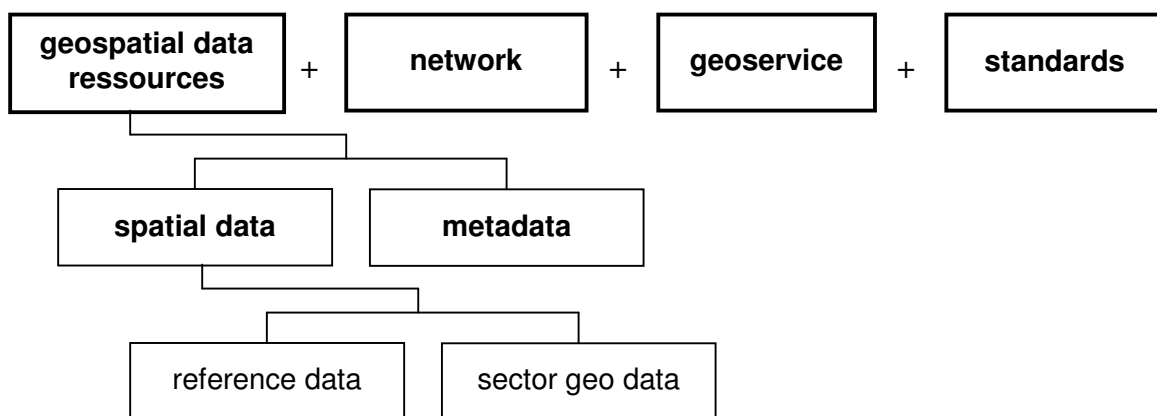 geospatial data
ressources
+
network
+
geoservice
+
standards
spatial data
metadata
reference data
sector geo data